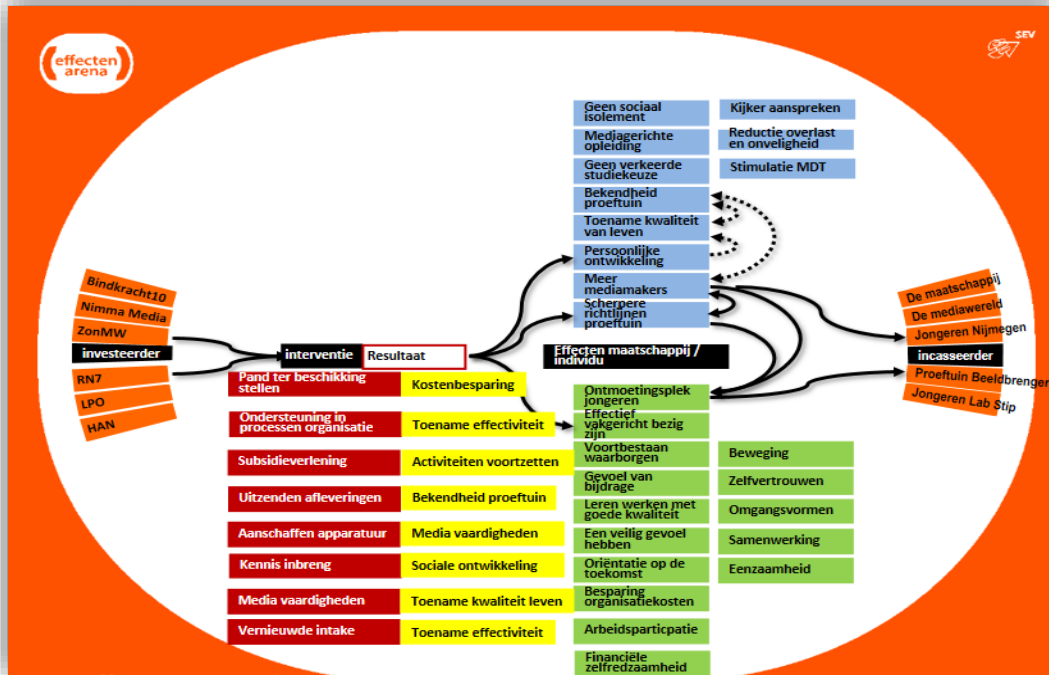 effecten
arena
SEV
Geen sociaal
isolement
Mediagerichte
opleiding
Geen verkeerde
studiekeuze
Bekendheid
proeftuin
Toename kwaliteit
van leven
Persoonlijke
ontwikkeling
Meer
mediamakers
Scherpere
richtlijnen
proeftuin
Kijker aanspreken
Reductie overlast
en onveligheid
Stimulatie MDT
Bindkracht10
Nimma Media
ZonMW
investeerder
RN7
LPO
HAN
interventie
Resultaat
Effecten maatschappij /
individu
De maatschappij
De mediawereld
Jongeren Nijmegen
incasseerder
Proeftuin Beeldbrenger
Jongeren Lab Stip
Pand ter beschikking
stellen
Kostenbesparing
Ondersteuning in
processen organisatie
Toename effectiviteit
Subsidieverlening
Activiteiten voortzetten
Uitzenden afleveringen
Bekendheid proeftuin
Aanschaffen apparatuur
Media vaardigheden
Kennis inbreng
Sociale ontwikkeling
Media vaardigheden
Toename kwaliteit leven
Vernieuwde intake
Toename effectiviteit
Ontmoetingsplek
jongeren
Effectief
vakgericht bezig
zijn
Voortbestaan
waarborgen
Gevoel van
bijdrage
Leren werken met
goede kwaliteit
Een veilig gevoel
hebben
Oriëntatie op de
toekomst
Besparing
organisatiekosten
Arbeidsparticpatie
Financiële
zelfredzaamheid
Beweging
Zelfvertrouwen
Omgangsvormen
Samenwerking
Eenzaamheid